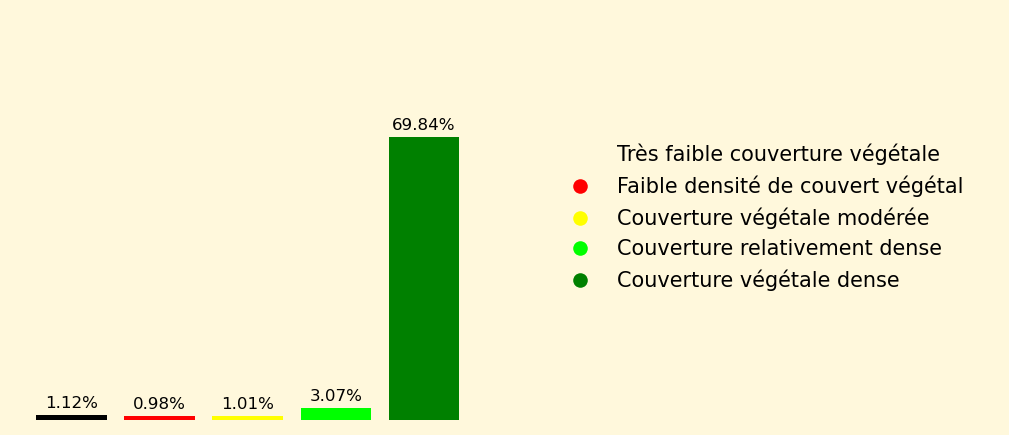 69.84%
1.12%
0.98%
1.01%
3.07%
Très faible couverture végétale
Faible densité de couvert végétal
Couverture végétale modérée
Couverture relativement dense
Couverture végétale dense